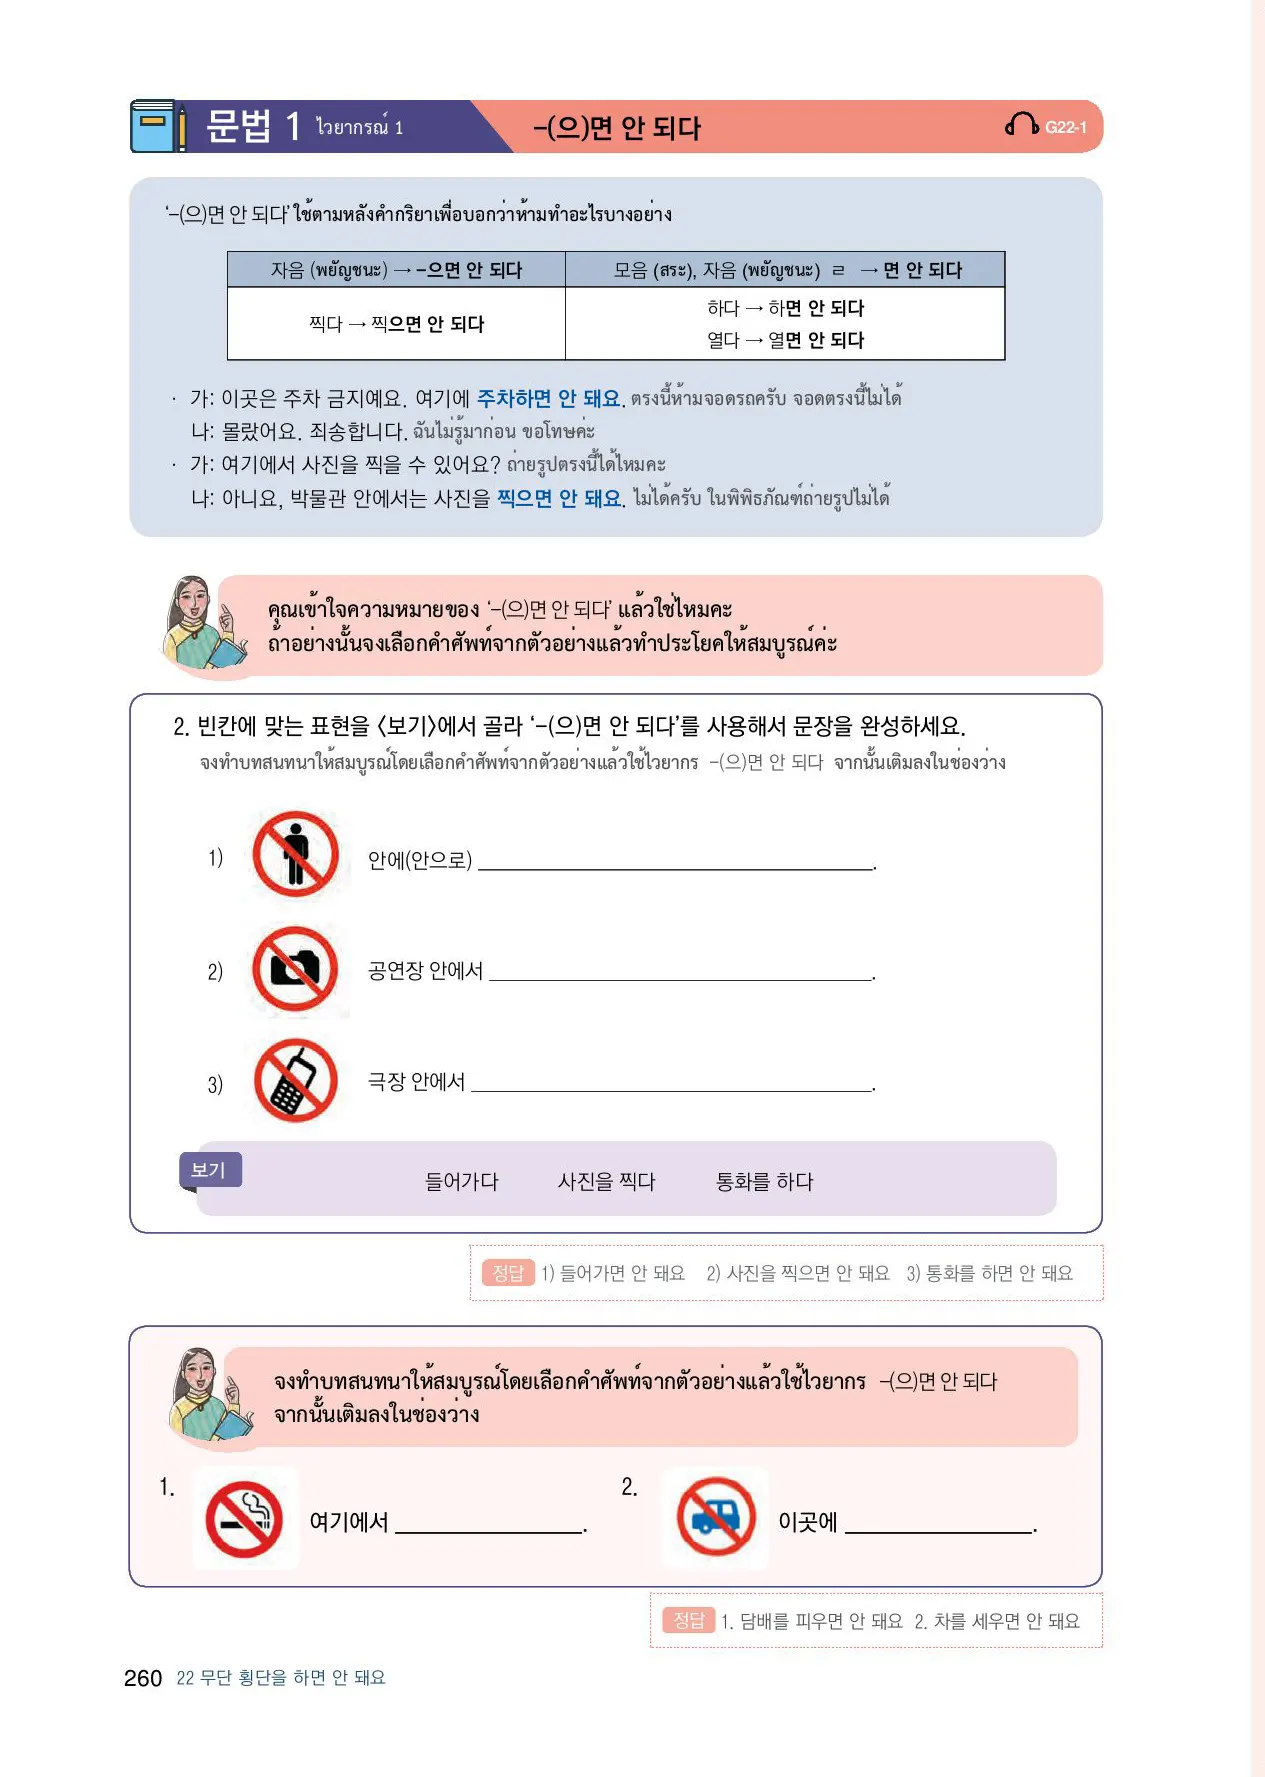 문법 1 ไวยากรณ์ 1 -(으)면 안 되다 G22-1
‘-(으)면 안 되다’ ใช้ตามหลังคำกริยาเพื่อบอกว่าห้ามทำอะไรบางอย่าง
자음 (พยัญชนะ) → -으면 안 되다 모음 (สระ), 자음 (พยัญชนะ) ㄹ → 면 안 되다
찍다 → 찍으면 안 되다 하다 → 하면 안 되다
열다 → 열면 안 되다
· 가: 이곳은 주차 금지예요. 여기에 주차하면 안 돼요. ตรงนี้ห้ามจอดรถครับ จอดตรงนี้ไม่ได้
나: 몰랐어요. 죄송합니다. ฉันไม่รู้มาก่อน ขอโทษค่ะ
· 가: 여기에서 사진을 찍을 수 있어요? ถ่ายรูปตรงนี้ได้ไหมคะ
나: 아니요, 박물관 안에서는 사진을 찍으면 안 돼요. ไม่ได้ครับ ในพิพิธภัณฑ์ถ่ายรูปไม่ได้
คุณเข้าใจความหมายของ ‘-(으)면 안 되다’ แล้วใช่ไหมคะ
ถ้าอย่างนั้นจงเลือกคำศัพท์จากตัวอย่างแล้วทำประโยคให้สมบูรณ์ค่ะ
2. 빈칸에 맞는 표현을 〈보기〉에서 골라 ‘-(으)면 안 되다’를 사용해서 문장을 완성하세요.
จงทำบทสนทนาให้สมบูรณ์โดยเลือกคำศัพท์จากตัวอย่างแล้วใช้ไวยากร -(으)면 안 되다 จากนั้นเติมลงในช่องว่าง
1) 안에(안으로) ____________________.
2) 공연장 안에서 ____________________.
3) 극장 안에서 ____________________.
보기
들어가다 사진을 찍다 통화를 하다
정답 1) 들어가면 안 돼요 2) 사진을 찍으면 안 돼요 3) 통화를 하면 안 돼요
จงทำบทสนทนาให้สมบูรณ์โดยเลือกคำศัพท์จากตัวอย่างแล้วใช้ไวยากร -(으)면 안 되다
จากนั้นเติมลงในช่องว่าง
1. 여기에서 __________. 2. 이곳에 __________.
정답 1. 담배를 피우면 안 돼요 2. 차를 세우면 안 돼요
260 22 무단 횡단을 하면 안 돼요